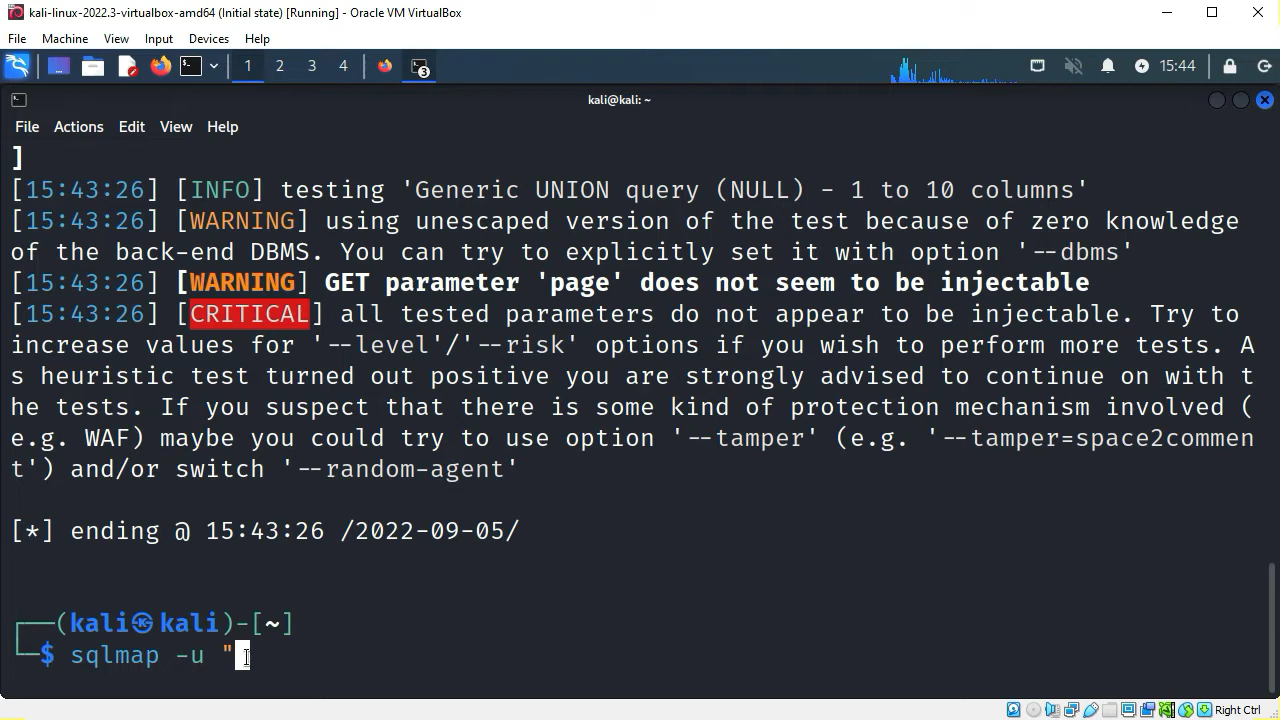 kali-linux-2022.3-virtualbox-amd64 (Initial state) [Running] - Oracle VM VirtualBox
File Machine View Input Devices Help
1 2 3 4 3 15:44
kali@kali: ~
File Actions Edit View Help
]
[15:43:26] [INFO] testing 'Generic UNION query (NULL) - 1 to 10 columns'
[15:43:26] [WARNING] using unescaped version of the test because of zero knowledge
of the back-end DBMS. You can try to explicitly set it with option '--dbms'
[15:43:26] [WARNING] GET parameter 'page' does not seem to be injectable
[15:43:26] [CRITICAL] all tested parameters do not appear to be injectable. Try to
increase values for '--level'/'--risk' options if you wish to perform more tests. A
s heuristic test turned out positive you are strongly advised to continue on with t
he tests. If you suspect that there is some kind of protection mechanism involved (
e.g. WAF) maybe you could try to use option '--tamper' (e.g. '--tamper=space2commen
t') and/or switch '--random-agent'
[*] ending @ 15:43:26 /2022-09-05/
┌──(kali㉿kali)-[~]
└─$ sqlmap -u "
Right Ctrl